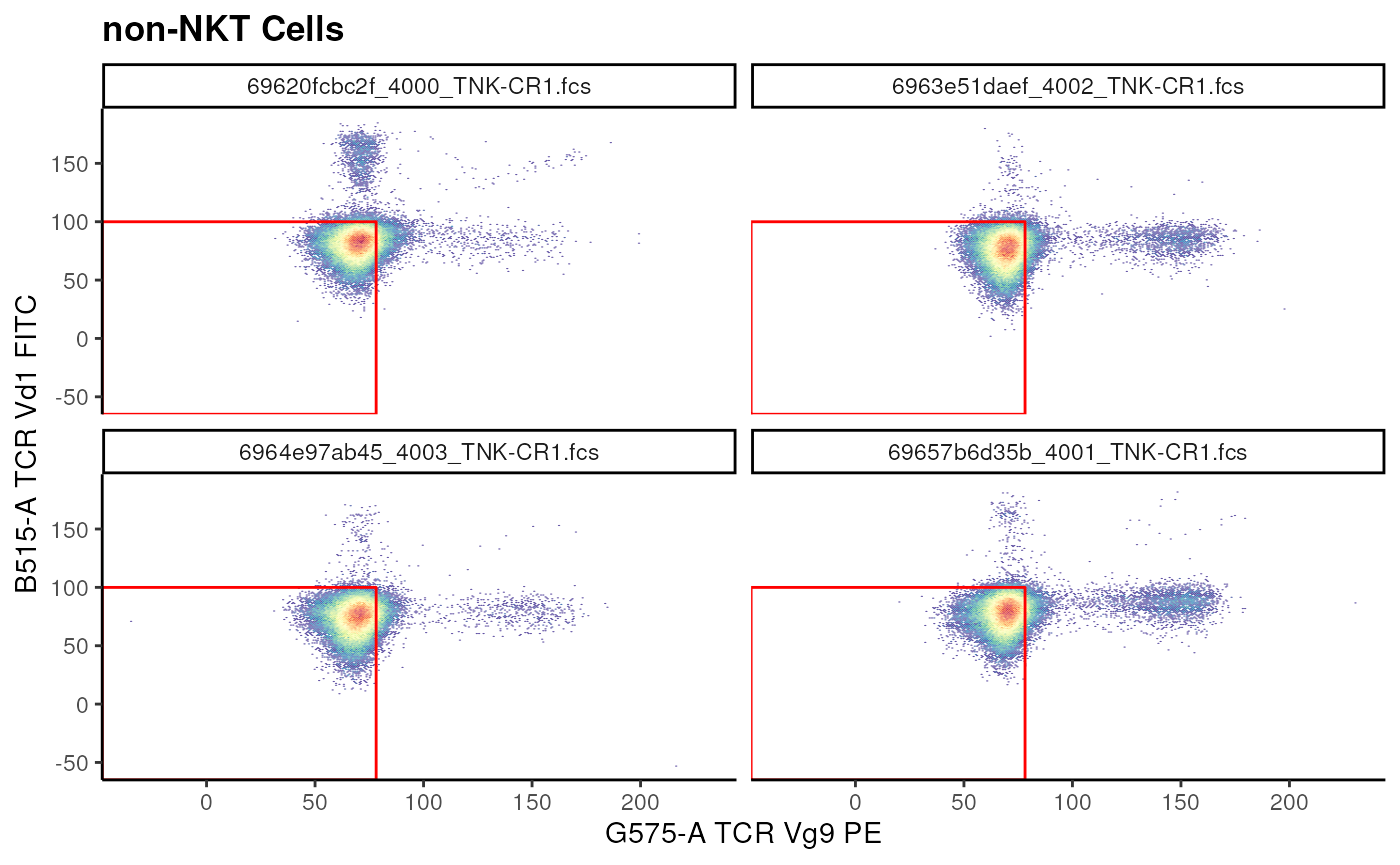 non-NKT Cells
69620fcbc2f_4000_TNK-CR1.fcs
6963e51daef_4002_TNK-CR1.fcs
150
100
50
0
-50
6964e97ab45_4003_TNK-CR1.fcs
69657b6d35b_4001_TNK-CR1.fcs
150
100
50
0
-50
0 50 100 150 200
0 50 100 150 200
G575-A TCR Vg9 PE
B515-A TCR Vd1 FITC